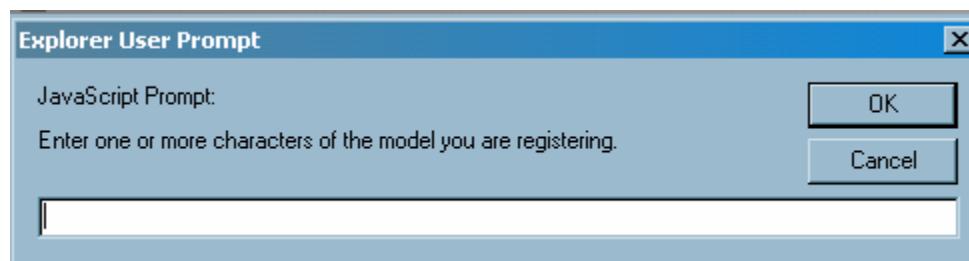 Explorer User Prompt
JavaScript Prompt:
OK
Enter one or more characters of the model you are registering.
Cancel